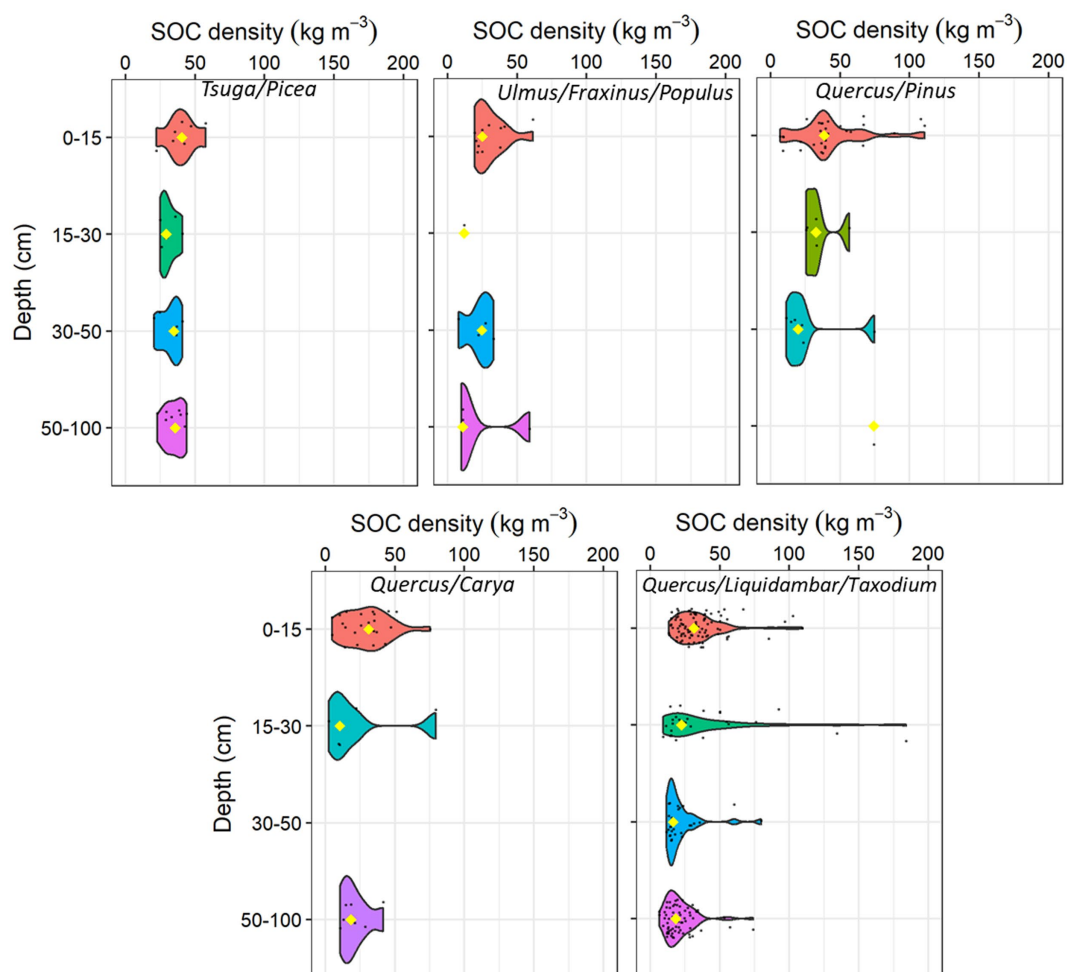 SOC density (kg m⁻³) SOC density (kg m⁻³) SOC density (kg m⁻³)
0 50 100 150 200 0 50 100 150 200 0 50 100 150 200
Tsuga/Picea Ulmus/Fraxinus/Populus Quercus/Pinus
0-15
15-30
30-50
50-100
Depth (cm)
SOC density (kg m⁻³) SOC density (kg m⁻³)
0 50 100 150 200 0 50 100 150 200
Quercus/Carya Quercus/Liquidambar/Taxodium
0-15
15-30
30-50
50-100
Depth (cm)